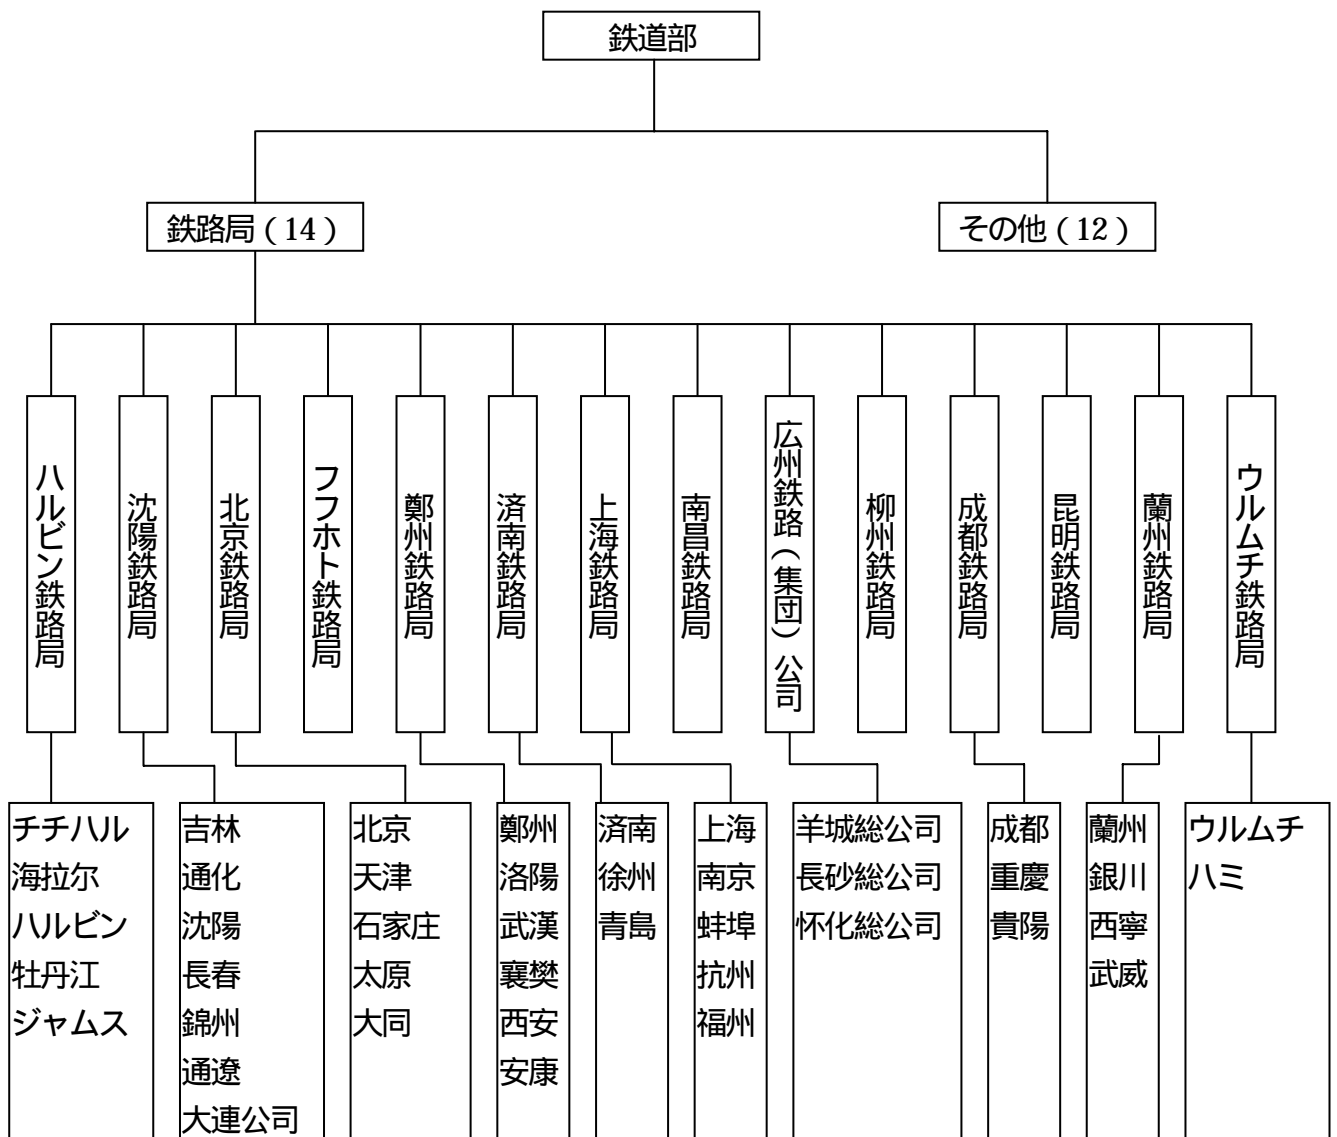 鉄道部
鉄路局（14）
その他（12）
ハルビン鉄路局
沈陽鉄路局
北京鉄路局
フフホト鉄路局
鄭州鉄路局
済南鉄路局
上海鉄路局
南昌鉄路局
広州鉄路（集団）公司
柳州鉄路局
成都鉄路局
昆明鉄路局
蘭州鉄路局
ウルムチ鉄路局
チチハル
海拉尔
ハルビン
牡丹江
ジャムス
吉林
通化
沈陽
長春
錦州
通遼
大連公司
北京
天津
石家庄
太原
大同
鄭州
洛陽
武漢
襄樊
西安
安康
済南
徐州
青島
上海
南京
蚌埠
抗州
福州
羊城総公司
長砂総公司
怀化総公司
成都
重慶
貴陽
蘭州
銀川
西寧
武威
ウルムチ
ハミ